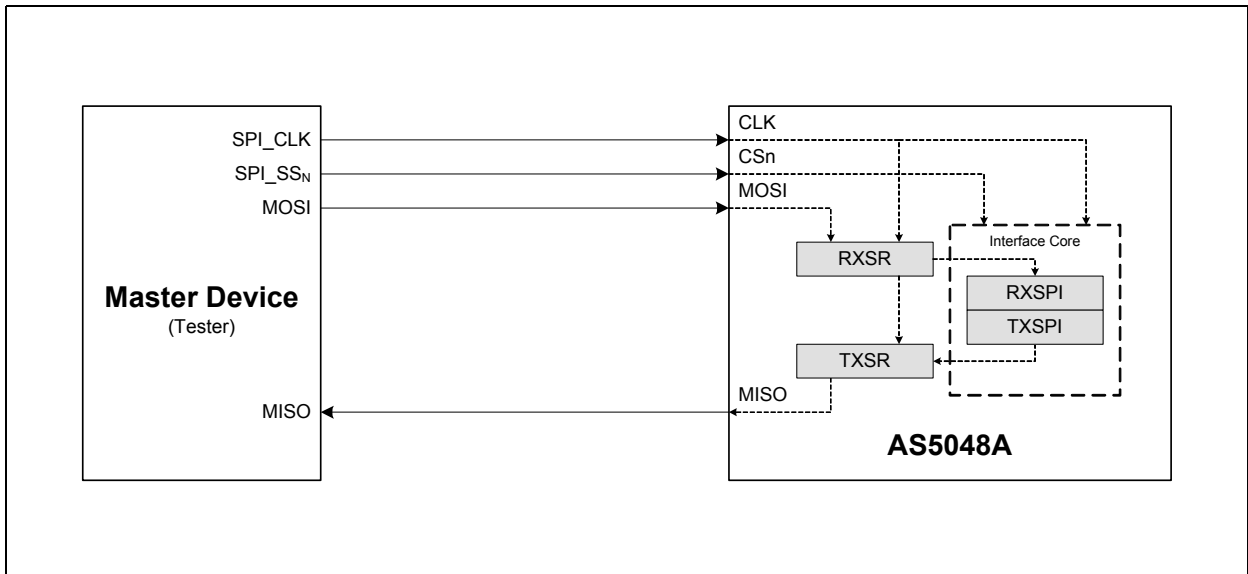 SPI_CLK
SPI_SSN
MOSI
Master Device
(Tester)
MISO
CLK
CSn
MOSI
Interface Core
RXSR
RXSPI
TXSPI
TXSR
MISO
AS5048A